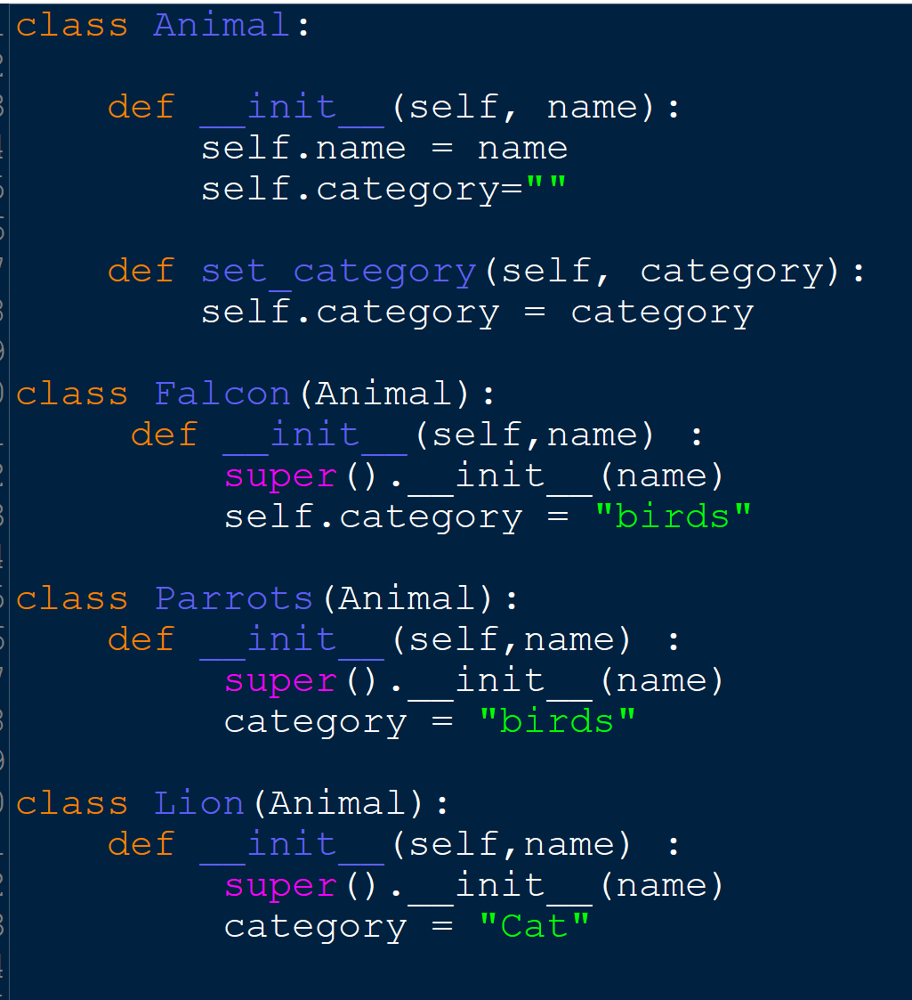 class Animal:
    def __init__(self, name):
        self.name = name
        self.category=""
    def set_category(self, category):
        self.category = category
class Falcon(Animal):
     def __init__(self,name) :
         super().__init__(name)
         self.category = "birds"
class Parrots(Animal):
    def __init__(self,name) :
         super().__init__(name)
         category = "birds"
class Lion(Animal):
    def __init__(self,name) :
         super().__init__(name)
         category = "Cat"